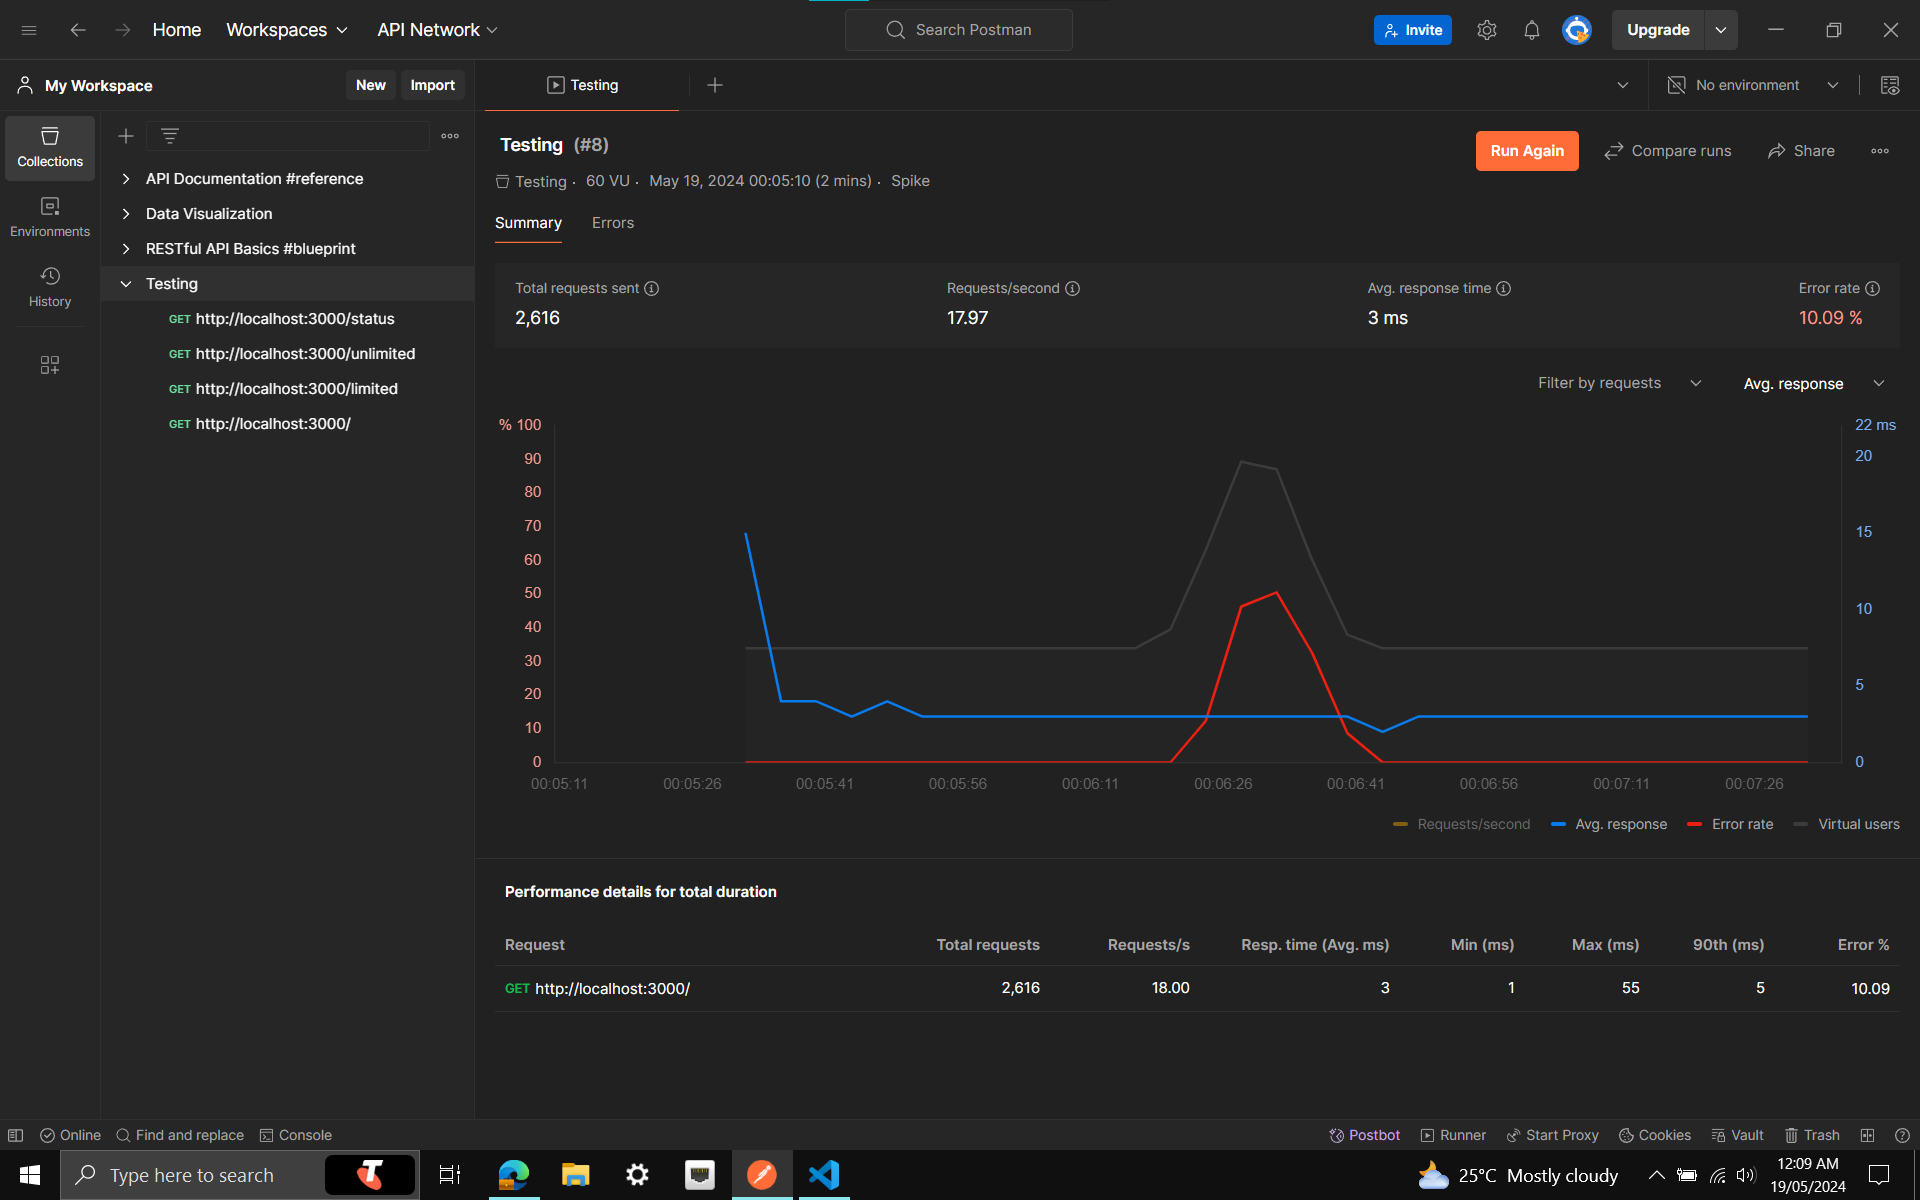 Home
Workspaces
API Network
Search Postman
Invite
Upgrade
My Workspace
New
Import
Testing
No environment
Collections
Environments
History
API Documentation #reference
Data Visualization
RESTful API Basics #blueprint
Testing
GET http://localhost:3000/status
GET http://localhost:3000/unlimited
GET http://localhost:3000/limited
GET http://localhost:3000/
Testing (#8)
Run Again
Compare runs
Share
Testing · 60 VU · May 19, 2024 00:05:10 (2 mins) · Spike
Summary
Errors
Total requests sent
2,616
Requests/second
17.97
Avg. response time
3 ms
Error rate
10.09 %
Filter by requests
Avg. response
% 100
90
80
70
60
50
40
30
20
10
0
22 ms
20
15
10
5
0
00:05:11 00:05:26 00:05:41 00:05:56 00:06:11 00:06:26 00:06:41 00:06:56 00:07:11 00:07:26
Requests/second Avg. response Error rate Virtual users
Performance details for total duration
Request Total requests Requests/s Resp. time (Avg. ms) Min (ms) Max (ms) 90th (ms) Error %
GET http://localhost:3000/ 2,616 18.00 3 1 55 5 10.09
Online
Find and replace
Console
Postbot
Runner
Start Proxy
Cookies
Vault
Trash
Type here to search
25°C Mostly cloudy
12:09 AM
19/05/2024